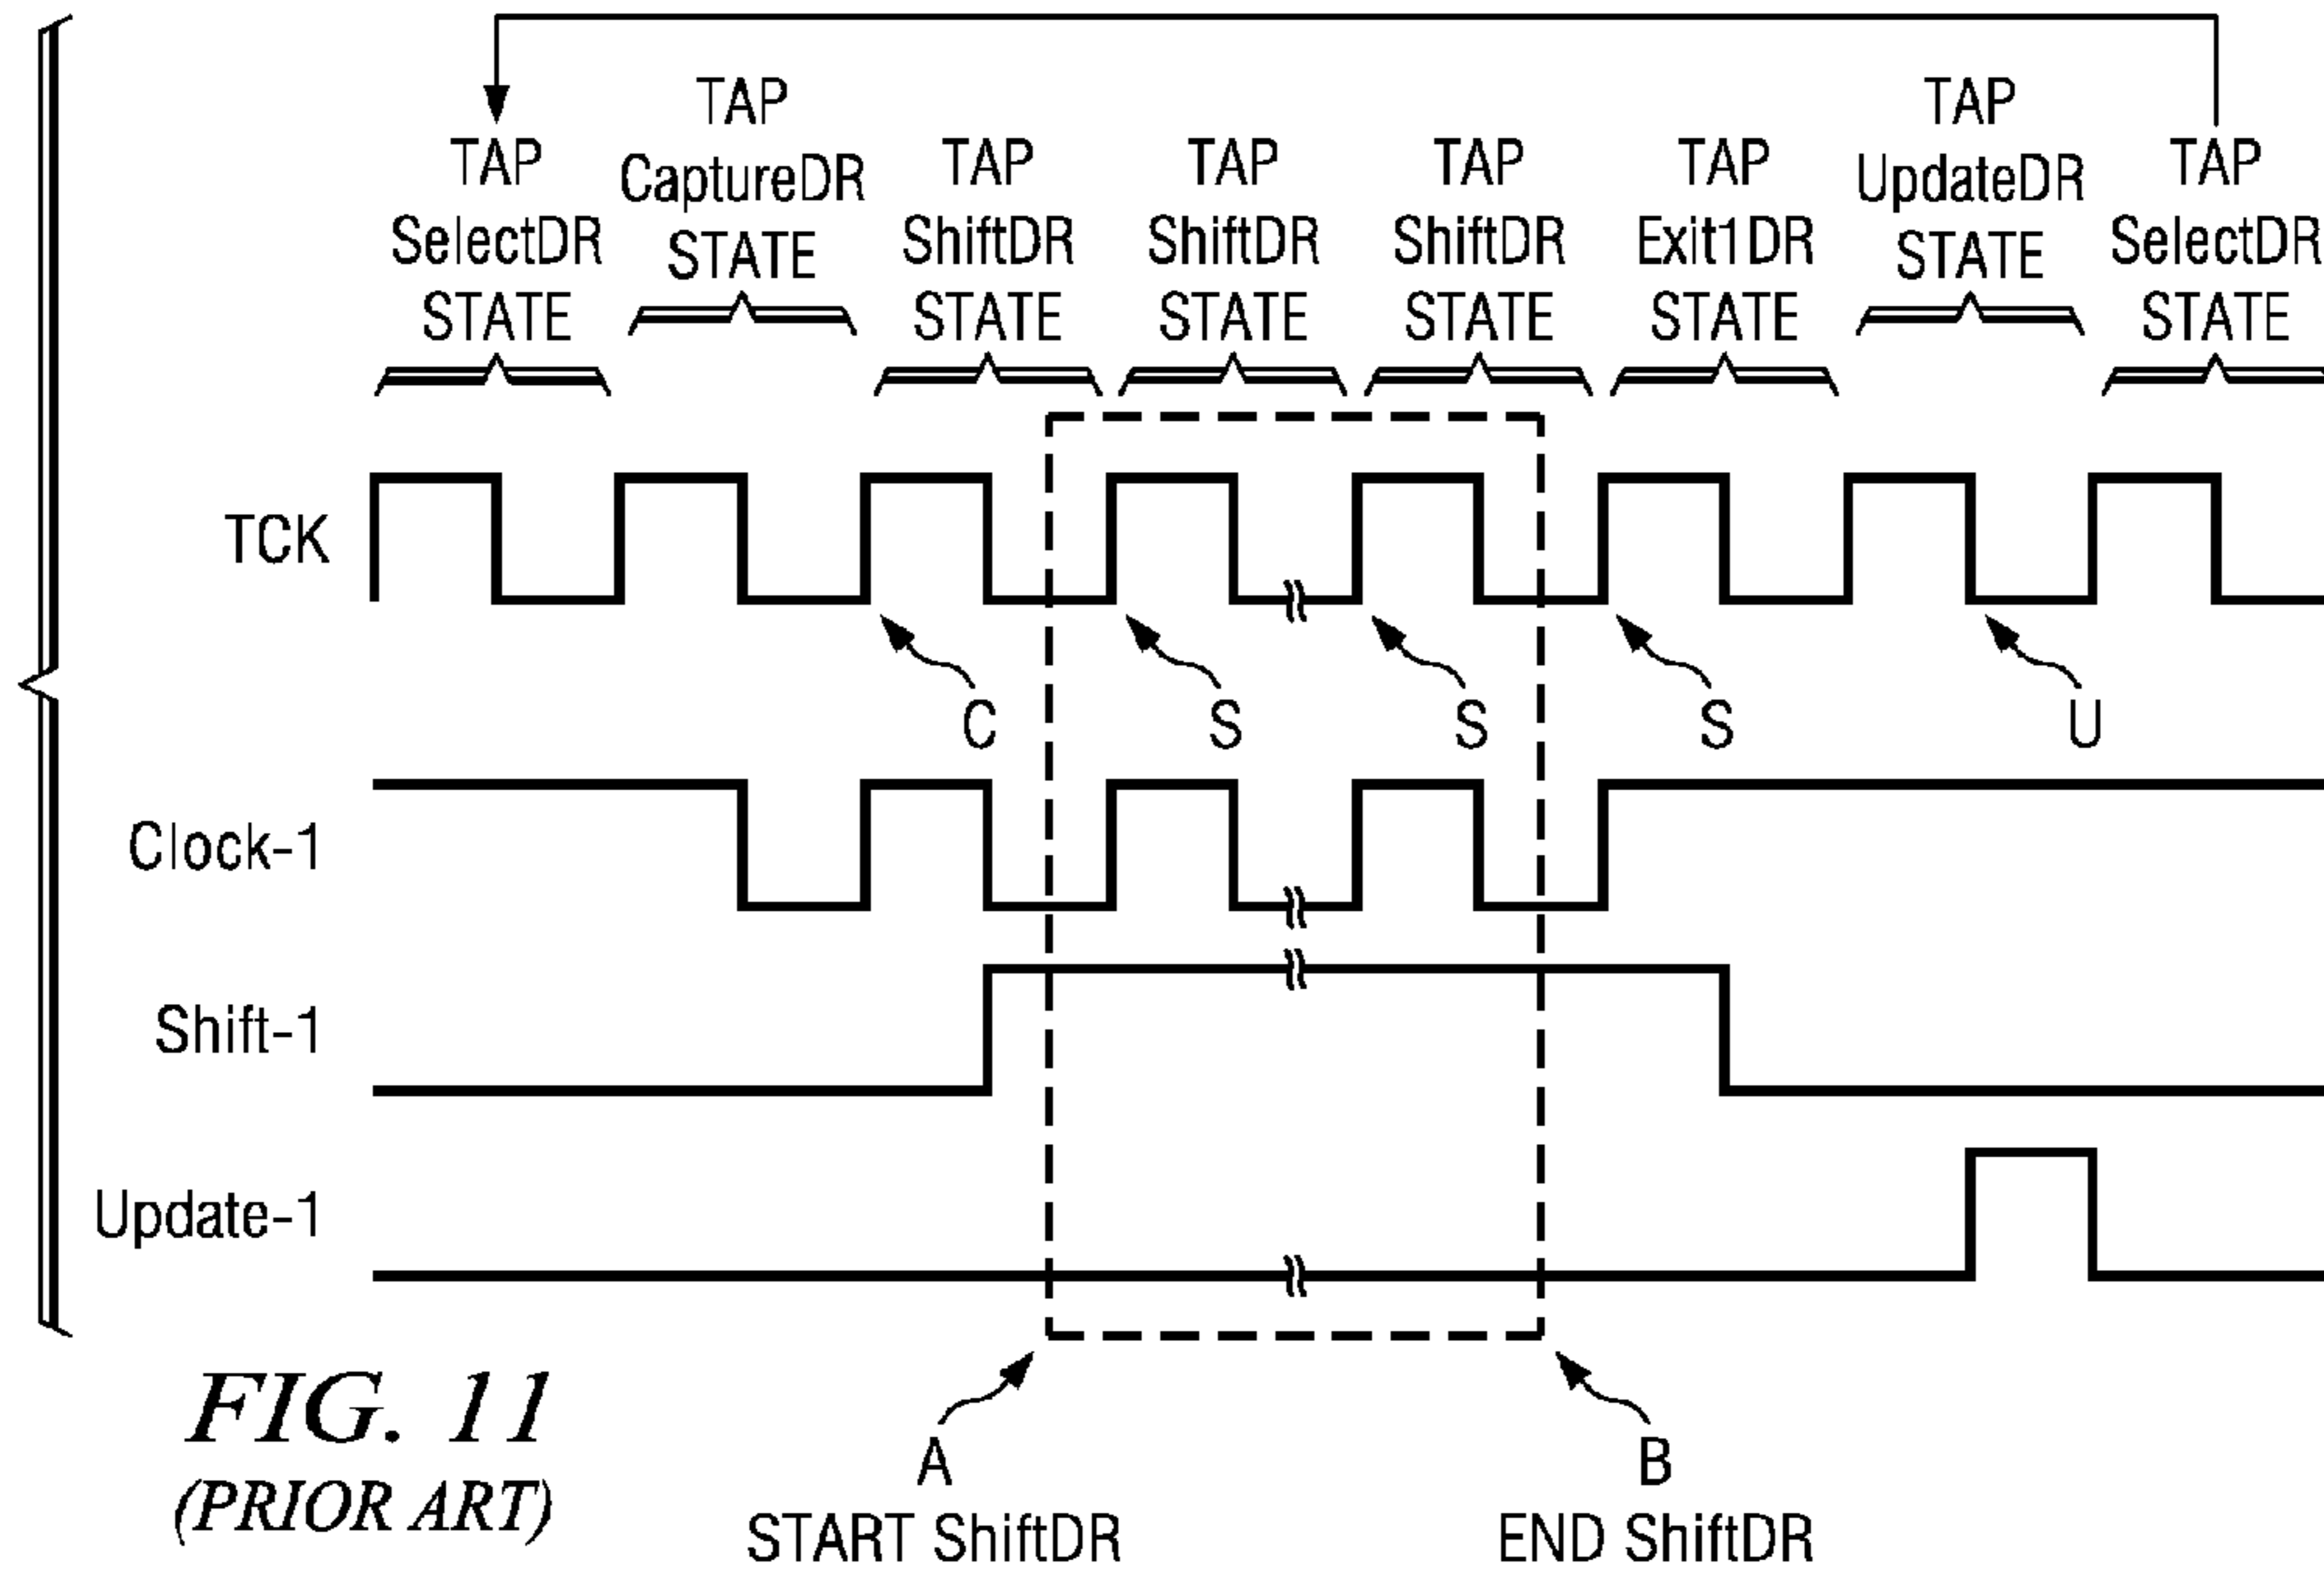 TAP
SelectDR
STATE
TAP
CaptureDR
STATE
TAP
ShiftDR
STATE
TAP
ShiftDR
STATE
TAP
ShiftDR
STATE
TAP
Exit1DR
STATE
TAP
UpdateDR
STATE
TAP
SelectDR
STATE
TCK
C
S
S
S
U
Clock-1
Shift-1
Update-1
A
START ShiftDR
B
END ShiftDR
FIG. 11
(PRIOR ART)